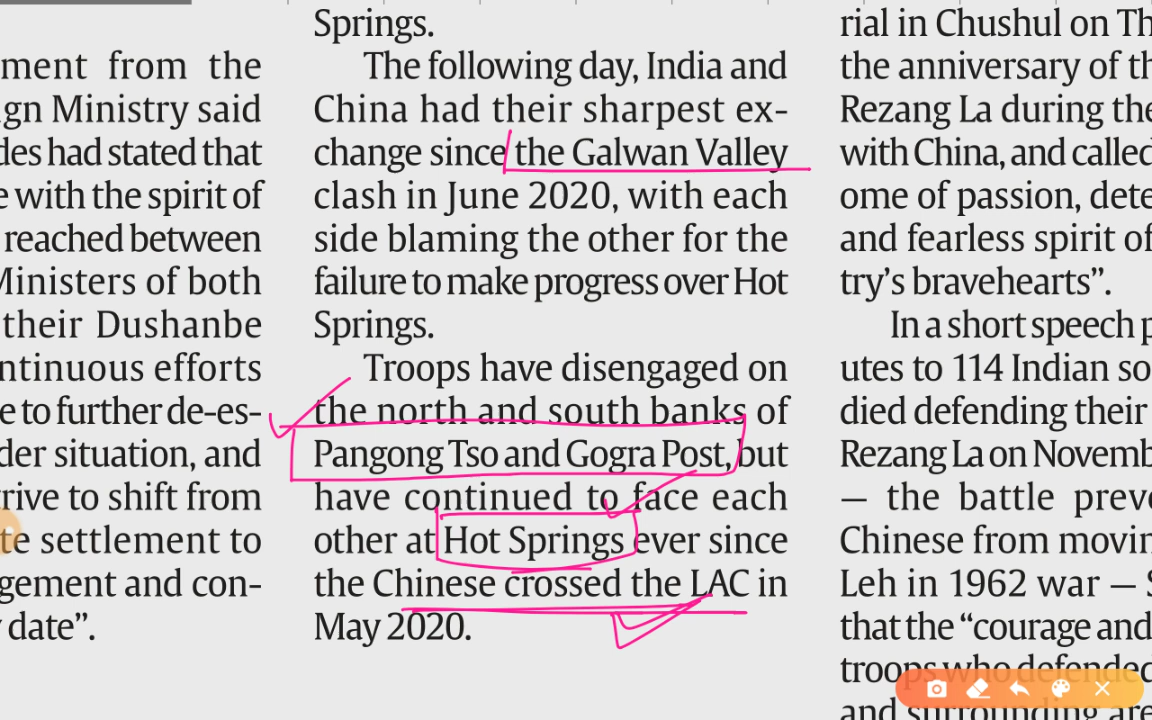 ment from the
gn Ministry said
des had stated that
with the spirit of
reached between
Ministers of both
their Dushanbe
ntinuous efforts
e to further de-es-
der situation, and
rive to shift from
te settlement to
gement and con-
date”.
Springs.
The following day, India and
China had their sharpest ex-
change since the Galwan Valley
clash in June 2020, with each
side blaming the other for the
failure to make progress over Hot
Springs.
Troops have disengaged on
the north and south banks of
Pangong Tso and Gogra Post, but
have continued to face each
other at Hot Springs ever since
the Chinese crossed the LAC in
May 2020.
rial in Chushul on Th
the anniversary of th
Rezang La during the
with China, and called
ome of passion, dete
and fearless spirit of
try’s bravehearts”.
In a short speech p
utes to 114 Indian so
died defending their
Rezang La on Novemb
— the battle preve
Chinese from movin
Leh in 1962 war — S
that the “courage and
troops who defended
and surrounding are